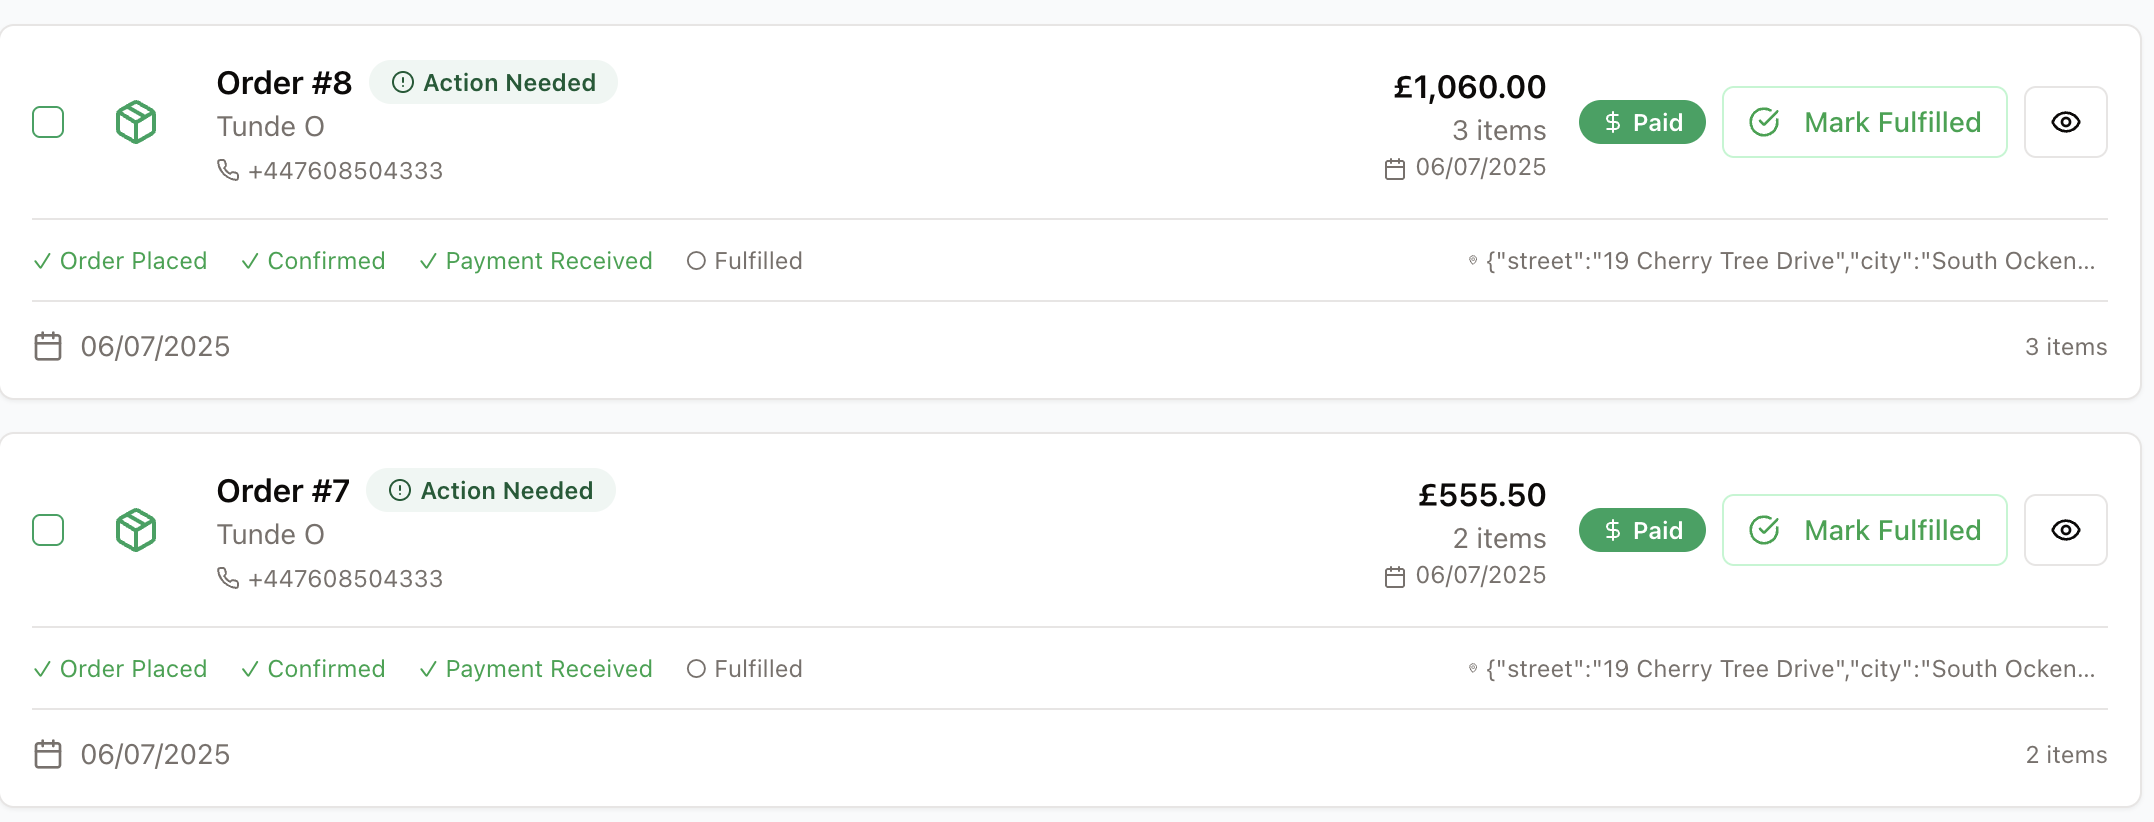 Order #8 Action Needed
Tunde O
+447608504333
£1,060.00
3 items
06/07/2025
$ Paid
Mark Fulfilled
Order Placed Confirmed Payment Received Fulfilled
{"street":"19 Cherry Tree Drive","city":"South Ocken...
06/07/2025
3 items
Order #7 Action Needed
Tunde O
+447608504333
£555.50
2 items
06/07/2025
$ Paid
Mark Fulfilled
Order Placed Confirmed Payment Received Fulfilled
{"street":"19 Cherry Tree Drive","city":"South Ocken...
06/07/2025
2 items